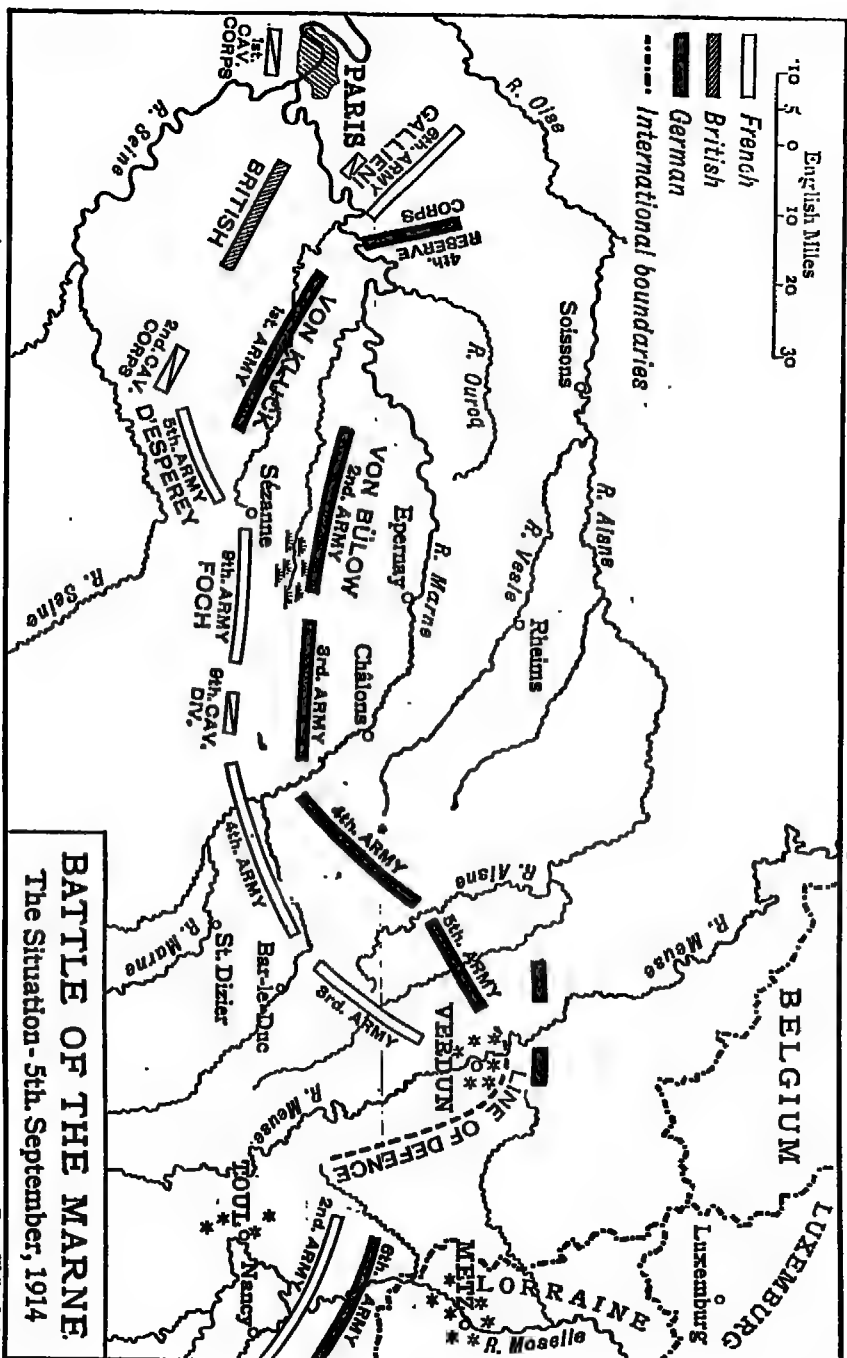 English Miles
10 5 0 10 20 30
French
British
German
International boundaries
R. Oise
Soissons
R. Aisne
R. Vesle
Rheims
R. Ourcq
R. Aisne
R. Meuse
BELGIUM
LUXEMBURG
Luxemburg
LORRAINE
METZ
R. Moselle
PARIS
1st.
CAV.
CORPS
R. Seine
6th. ARMY
GALLIENI
4th.
RESERVE
CORPS
BRITISH
VON KLUCK
1st. ARMY
2nd. CAV.
CORPS
5th. ARMY
D'ESPEREY
Sézanne
VON BÜLOW
2nd. ARMY
Epernay
R. Marne
9th. ARMY
FOCH
R. Seine
3rd. ARMY
Châlons
9th. CAV.
DIV.
4th. ARMY
4th. ARMY
5th. ARMY
3rd. ARMY
VERDUN
LINE
OF DEFENCE
Bar-le-Duc
St. Dizier
R. Marne
R. Meuse
TOUL
Nancy
2nd. ARMY
6th. ARMY
BATTLE OF THE MARNE
The Situation - 5th. September, 1914